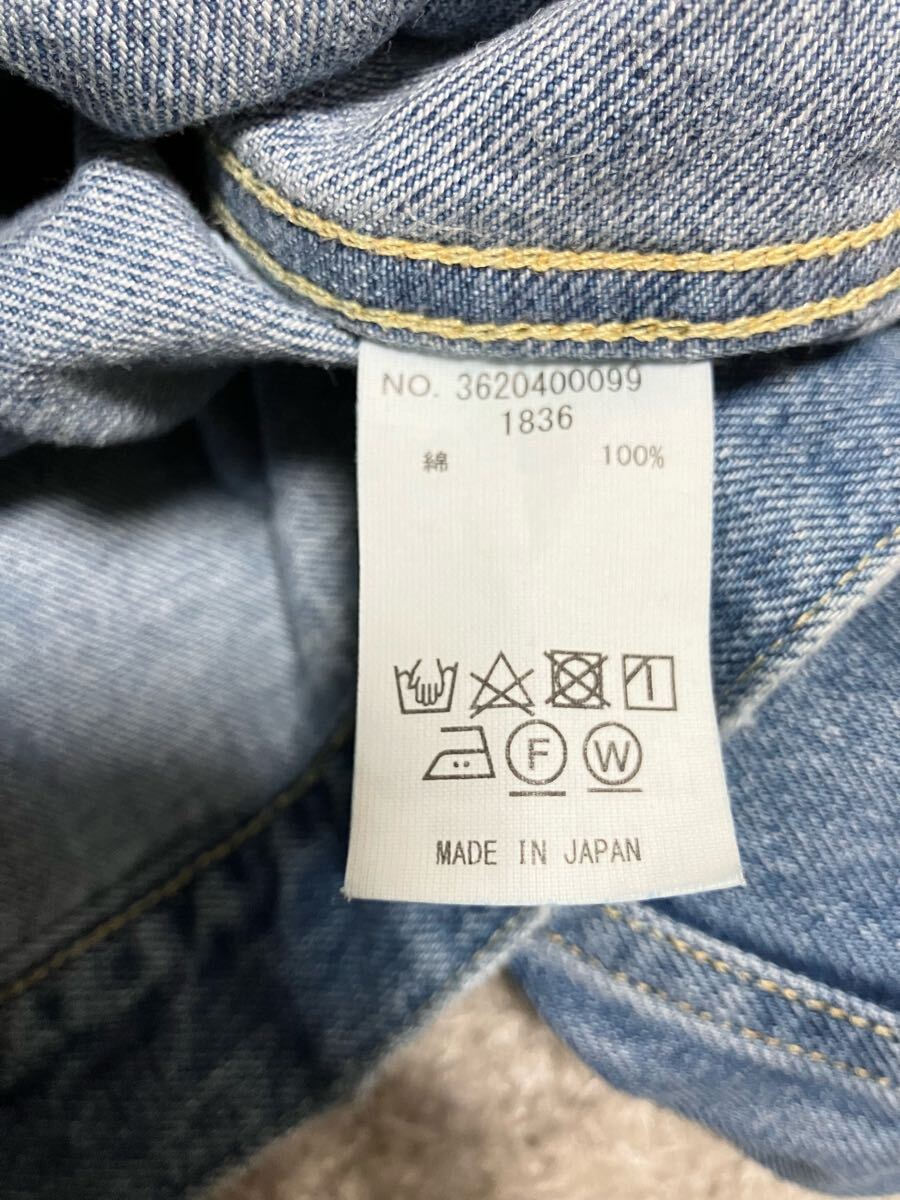 NO. 3620400099
1836
綿 100%
F W
MADE IN JAPAN